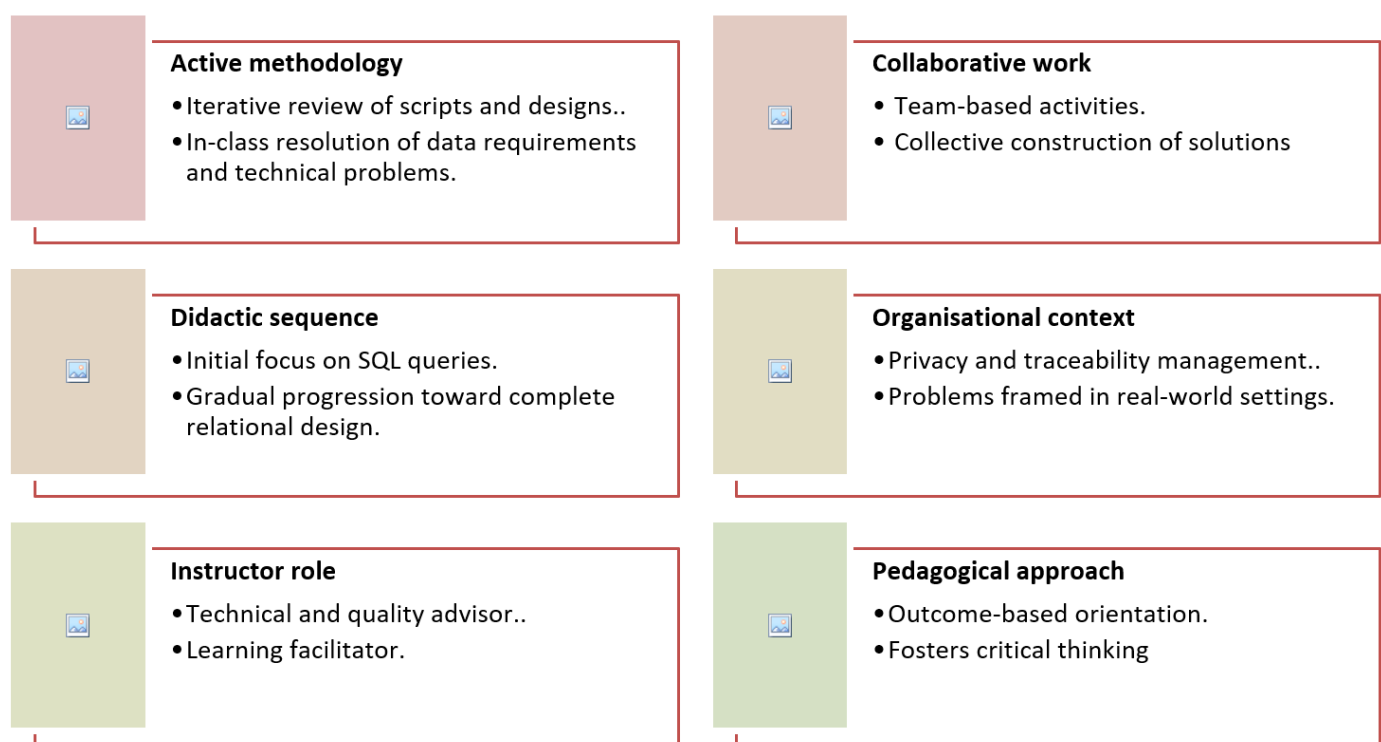 Active methodology
•Iterative review of scripts and designs..
•In-class resolution of data requirements
and technical problems.
Collaborative work
• Team-based activities.
• Collective construction of solutions
Didactic sequence
•Initial focus on SQL queries.
•Gradual progression toward complete
relational design.
Organisational context
•Privacy and traceability management..
•Problems framed in real-world settings.
Instructor role
•Technical and quality advisor..
•Learning facilitator.
Pedagogical approach
•Outcome-based orientation.
•Fosters critical thinking